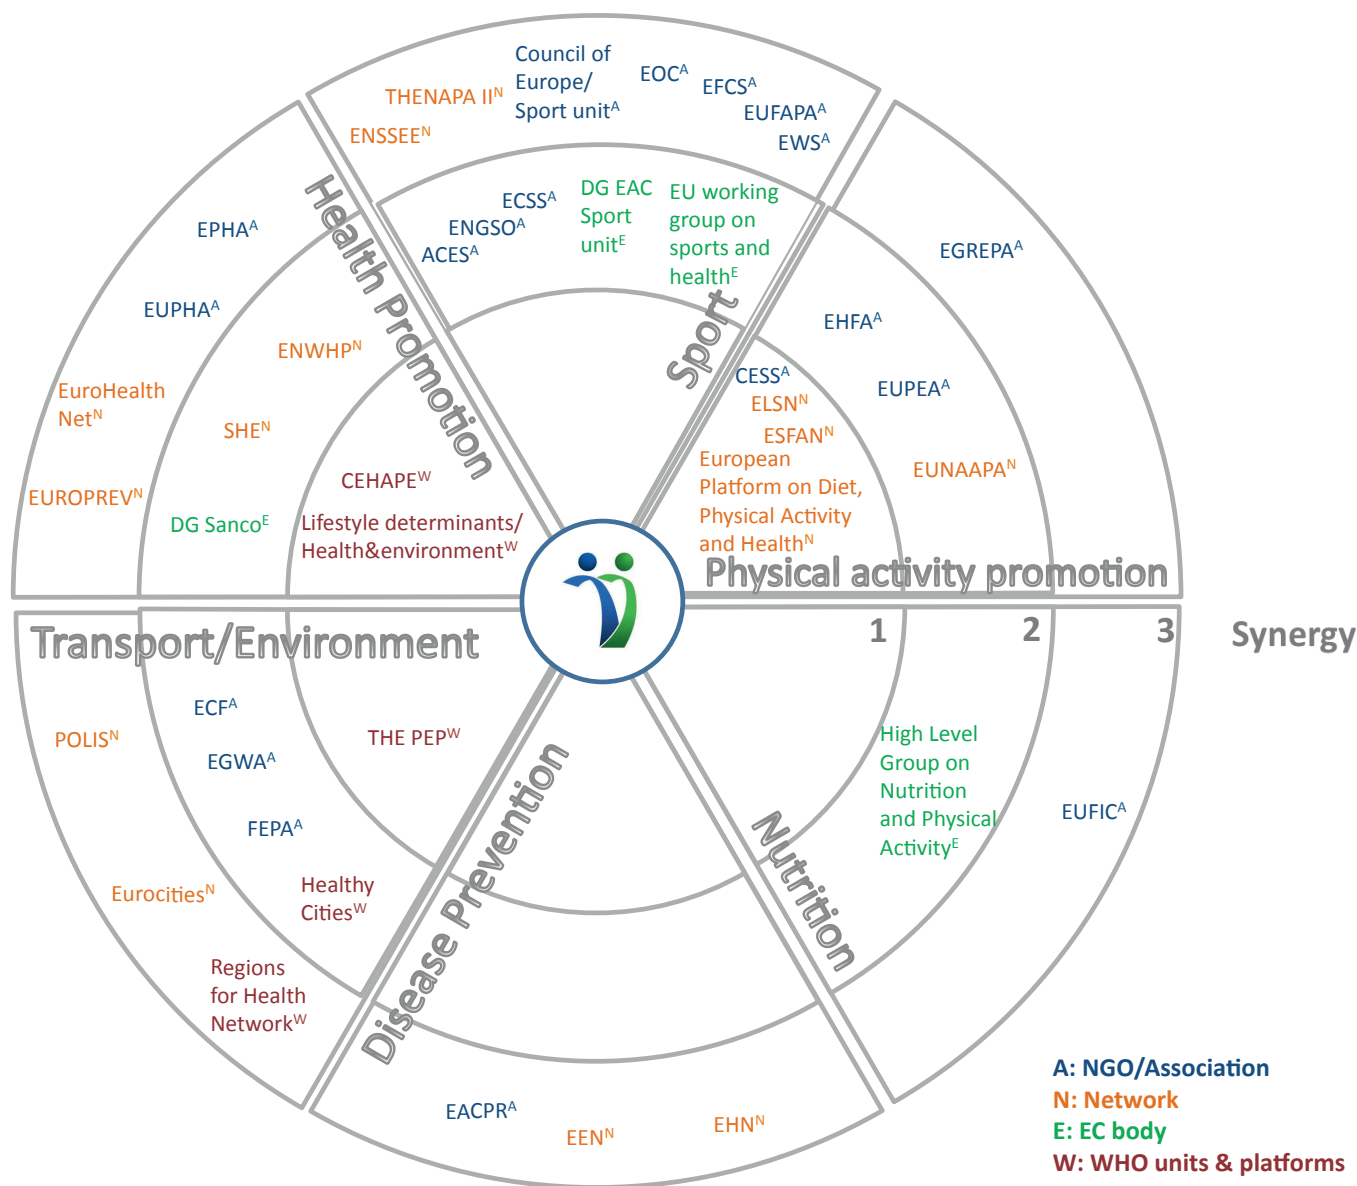 Council of
Europe/
Sport unitᴬ
EOCᴬ
EFCSᴬ
EUFAPAᴬ
EWSᴬ
THENAPA IIᴺ
ENSSEEᴺ
ECSSᴬ
ENGSOᴬ
ACESᴬ
DG EAC
Sport
unitᴱ
EU working
group on
sports and
healthᴱ
Sport
Health Promotion
EPHAᴬ
EUPHAᴬ
EuroHealth
Netᴺ
EUROPREVᴺ
ENWHPᴺ
SHEᴺ
DG Sancoᴱ
CEHAPEᵂ
Lifestyle determinants/
Health&environmentᵂ
EGREPAᴬ
EHFAᴬ
EUPEAᴬ
EUNAAPAᴺ
CESSᴬ
ELSNᴺ
ESFANᴺ
European
Platform on Diet,
Physical Activity
and Healthᴺ
Physical activity promotion
1
2
3
Synergy
Transport/Environment
POLISᴺ
Eurocitiesᴺ
Regions
for Health
Networkᵂ
ECFᴬ
EGWAᴬ
FEPAᴬ
Healthy
Citiesᵂ
THE PEPᵂ
Disease Prevention
EACPRᴬ
EENᴺ
EHNᴺ
Nutrition
High Level
Group on
Nutrition
and Physical
Activityᴱ
EUFICᴬ
A: NGO/Association
N: Network
E: EC body
W: WHO units & platforms